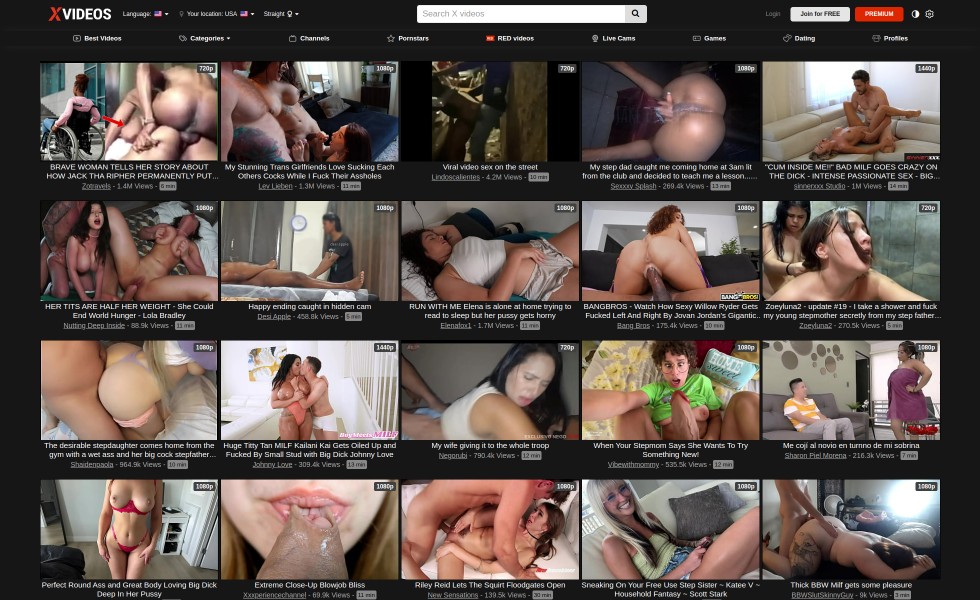 XVIDEOS
Language:
Your location: USA
Straight
Search X videos
Login
Join for FREE
PREMIUM
Best Videos
Categories
Channels
Pornstars
RED videos
Live Cams
Games
Dating
Profiles
720p
1080p
720p
1080p
1440p
BRAVE WOMAN TELLS HER STORY ABOUT
HOW JACK THA RIPHER PERMANENTLY PUT...
Zotravels - 1.4M Views - 6 min
My Stunning Trans Girlfriends Love Sucking Each
Others Cocks While I Fuck Their Assholes
Lev Lieben - 1.3M Views - 11 min
Viral video sex on the street
Lindoscalientes - 4.2M Views - 10 min
My step dad caught me coming home at 3am lit
from the club and decided to teach me a lesson......
Sexxxy Splash - 269.4k Views - 13 min
"CUM INSIDE ME!!" BAD MILF GOES CRAZY ON
THE DICK - INTENSE PASSIONATE SEX - BIG...
sinnerxxx Studio - 1M Views - 14 min
1080p
1080p
1080p
1080p
720p
BANG BROS!
HER TITS ARE HALF HER WEIGHT - She Could
End World Hunger - Lola Bradley
Nutting Deep Inside - 88.9k Views - 11 min
Happy ending caught in hidden cam
Desi Apple - 458.8k Views - 5 min
RUN WITH ME Elena is alone at home trying to
read to sleep but her pussy gets horny
Elenafox1 - 1.7M Views - 11 min
BANGBROS - Watch How Sexy Willow Ryder Gets
Fucked Left And Right By Jovan Jordan's Gigantic...
Bang Bros - 175.4k Views - 10 min
Zoeyluna2 - update #19 - I take a shower and fuck
my young stepmother secretly from my step father...
Zoeyluna2 - 270.5k Views - 5 min
1080p
1440p
720p
1080p
1080p
EXCLUSIVO NEGO
The desirable stepdaughter comes home from the
gym with a wet ass and her big cock stepfather...
Shaidengaola - 964.9k Views - 10 min
Huge Titty Tan MILF Kailani Kai Gets Oiled Up and
Fucked By Small Stud with Big Dick Johnny Love
Johnny Love - 309.4k Views - 13 min
My wife giving it to the whole troop
Negorubi - 790.4k Views - 12 min
When Your Stepmom Says She Wants To Try
Something New!
Vibewithmommy - 535.5k Views - 12 min
Me cojí al novio en turnno de mi sobrina
Sharon Piel Morena - 216.3k Views - 7 min
1080p
1080p
1080p
1080p
1080p
Perfect Round Ass and Great Body Loving Big Dick
Deep In Her Pussy
Extreme Close-Up Blowjob Bliss
Xxxperiencechannel - 69.9k Views - 11 min
Riley Reid Lets The Squirt Floodgates Open
New Sensations - 139.5k Views - 30 min
Sneaking On Your Free Use Step Sister ~ Katee V ~
Household Fantasy ~ Scott Stark
Thick BBW Milf gets some pleasure
BBWSlutSkinnyGuy - 9k Views - 3 min